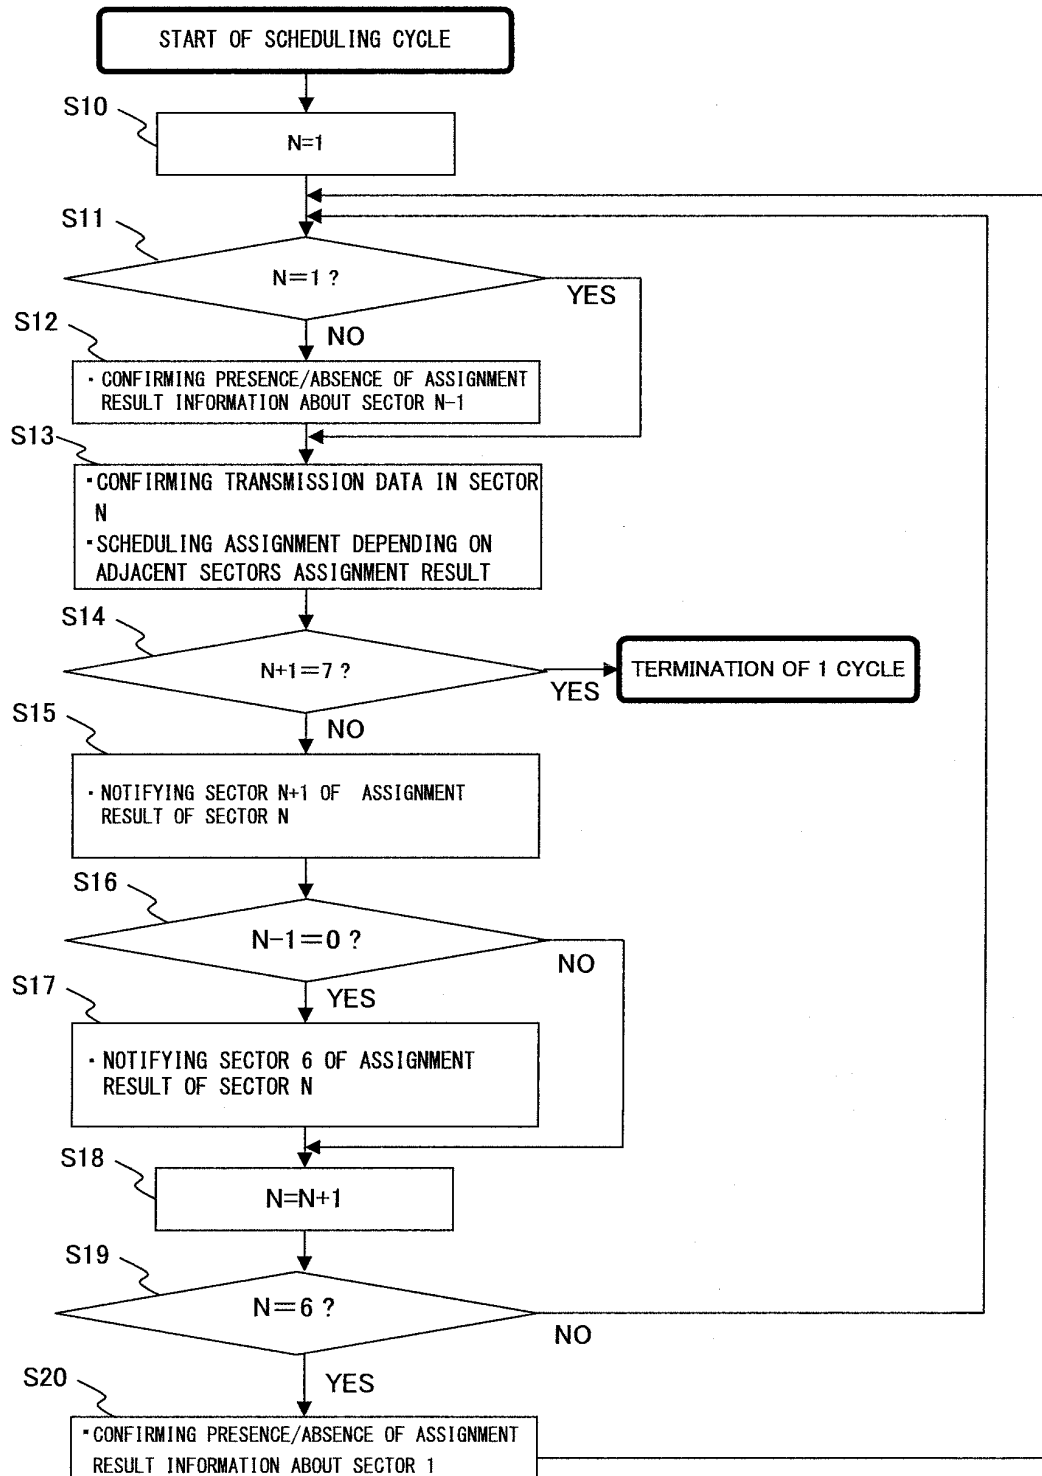 START OF SCHEDULING CYCLE
S10
N=1
S11
N=1 ?
YES
S12
NO
・CONFIRMING PRESENCE/ABSENCE OF ASSIGNMENT
RESULT INFORMATION ABOUT SECTOR N-1
S13
・CONFIRMING TRANSMISSION DATA IN SECTOR
N
・SCHEDULING ASSIGNMENT DEPENDING ON
ADJACENT SECTORS ASSIGNMENT RESULT
S14
N+1=7 ?
YES
TERMINATION OF 1 CYCLE
S15
NO
・NOTIFYING SECTOR N+1 OF ASSIGNMENT
RESULT OF SECTOR N
S16
N-1=0 ?
NO
S17
YES
・NOTIFYING SECTOR 6 OF ASSIGNMENT
RESULT OF SECTOR N
S18
N=N+1
S19
N=6 ?
NO
S20
YES
・CONFIRMING PRESENCE/ABSENCE OF ASSIGNMENT
RESULT INFORMATION ABOUT SECTOR 1